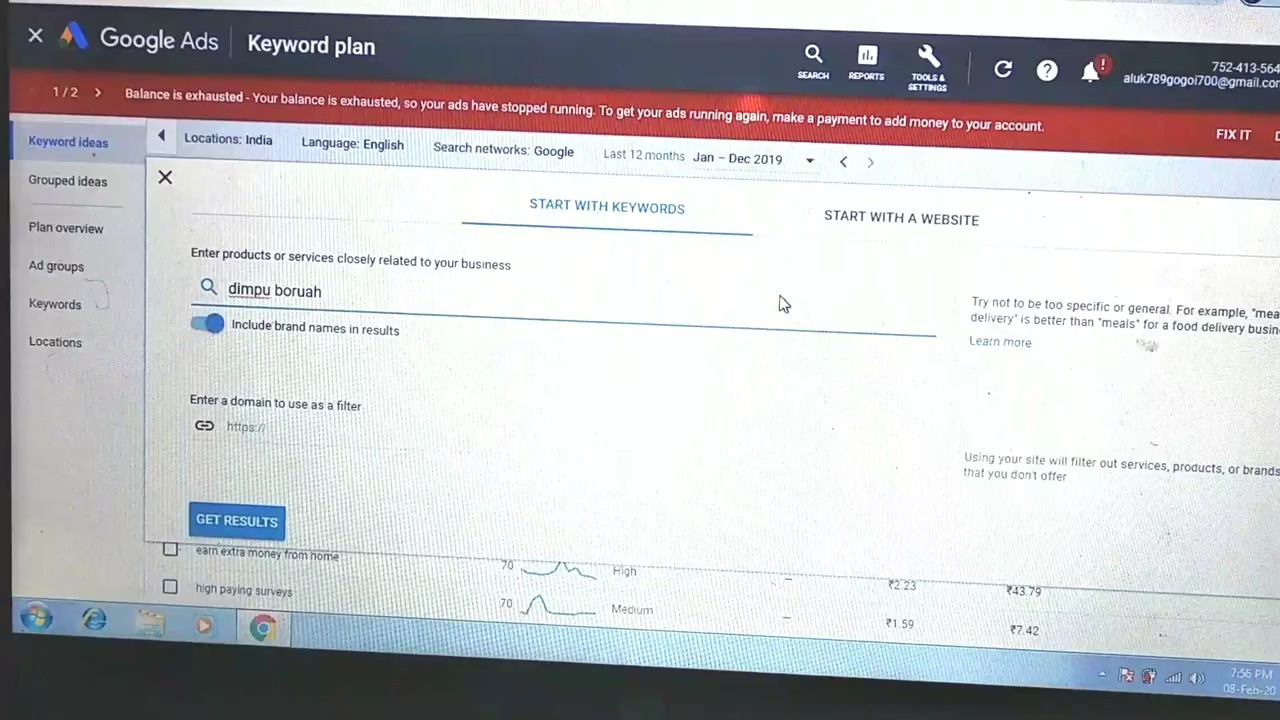 Google Ads
Keyword plan
SEARCH
REPORTS
TOOLS &
SETTINGS
752-413-564
aluk789gogoi700@gmail.com
1 / 2
Balance is exhausted - Your balance is exhausted, so your ads have stopped running. To get your ads running again, make a payment to add money to your account.
FIX IT
Keyword ideas
Grouped ideas
Plan overview
Ad groups
Keywords
Locations
Locations: India
Language: English
Search networks: Google
Last 12 months Jan – Dec 2019
START WITH KEYWORDS
START WITH A WEBSITE
Enter products or services closely related to your business
dimpu boruah
Include brand names in results
Try not to be too specific or general. For example, "mea
delivery" is better than "meals" for a food delivery busin
Learn more
Enter a domain to use as a filter
https://
Using your site will filter out services, products, or brands
that you don't offer
GET RESULTS
earn extra money from home 70 High – ₹2.23 ₹43.79
high paying surveys 70 Medium – ₹1.59 ₹7.42
7:56 PM
08-Feb-20